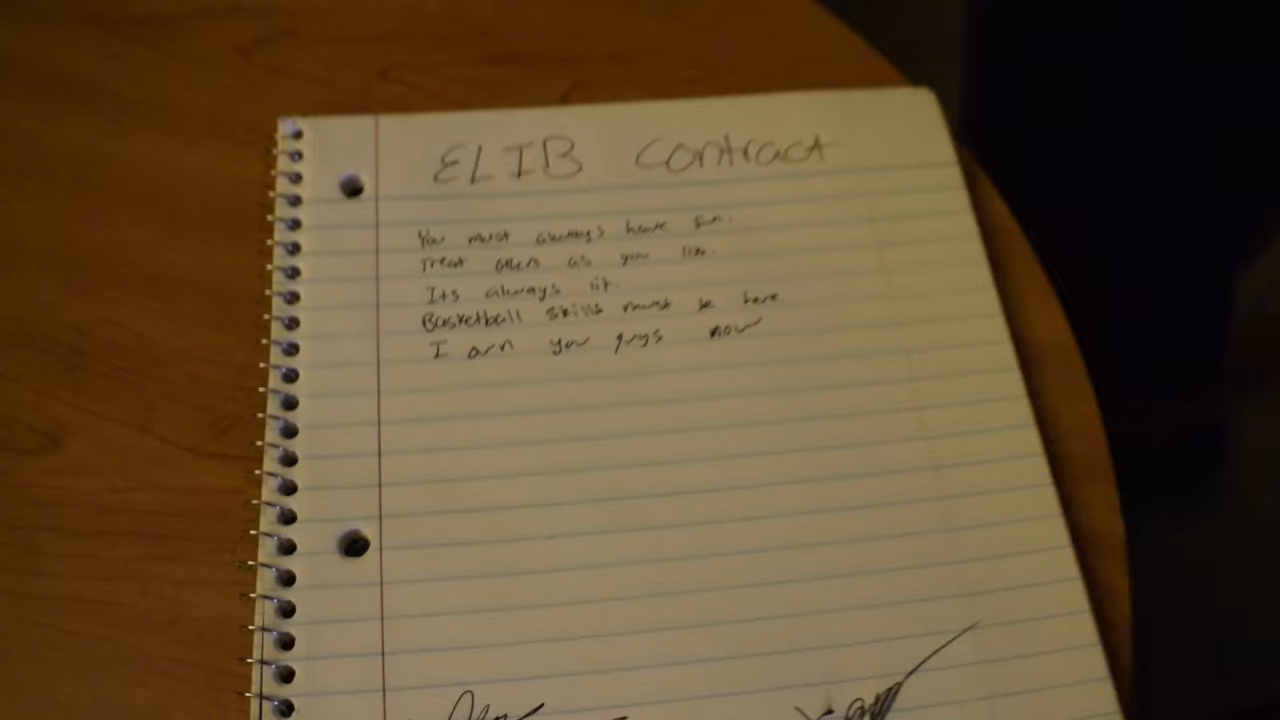 ELIB Contract
You must always have fun.
Treat others as you like.
Its always lit.
Basketball skills must be here.
I own you guys now